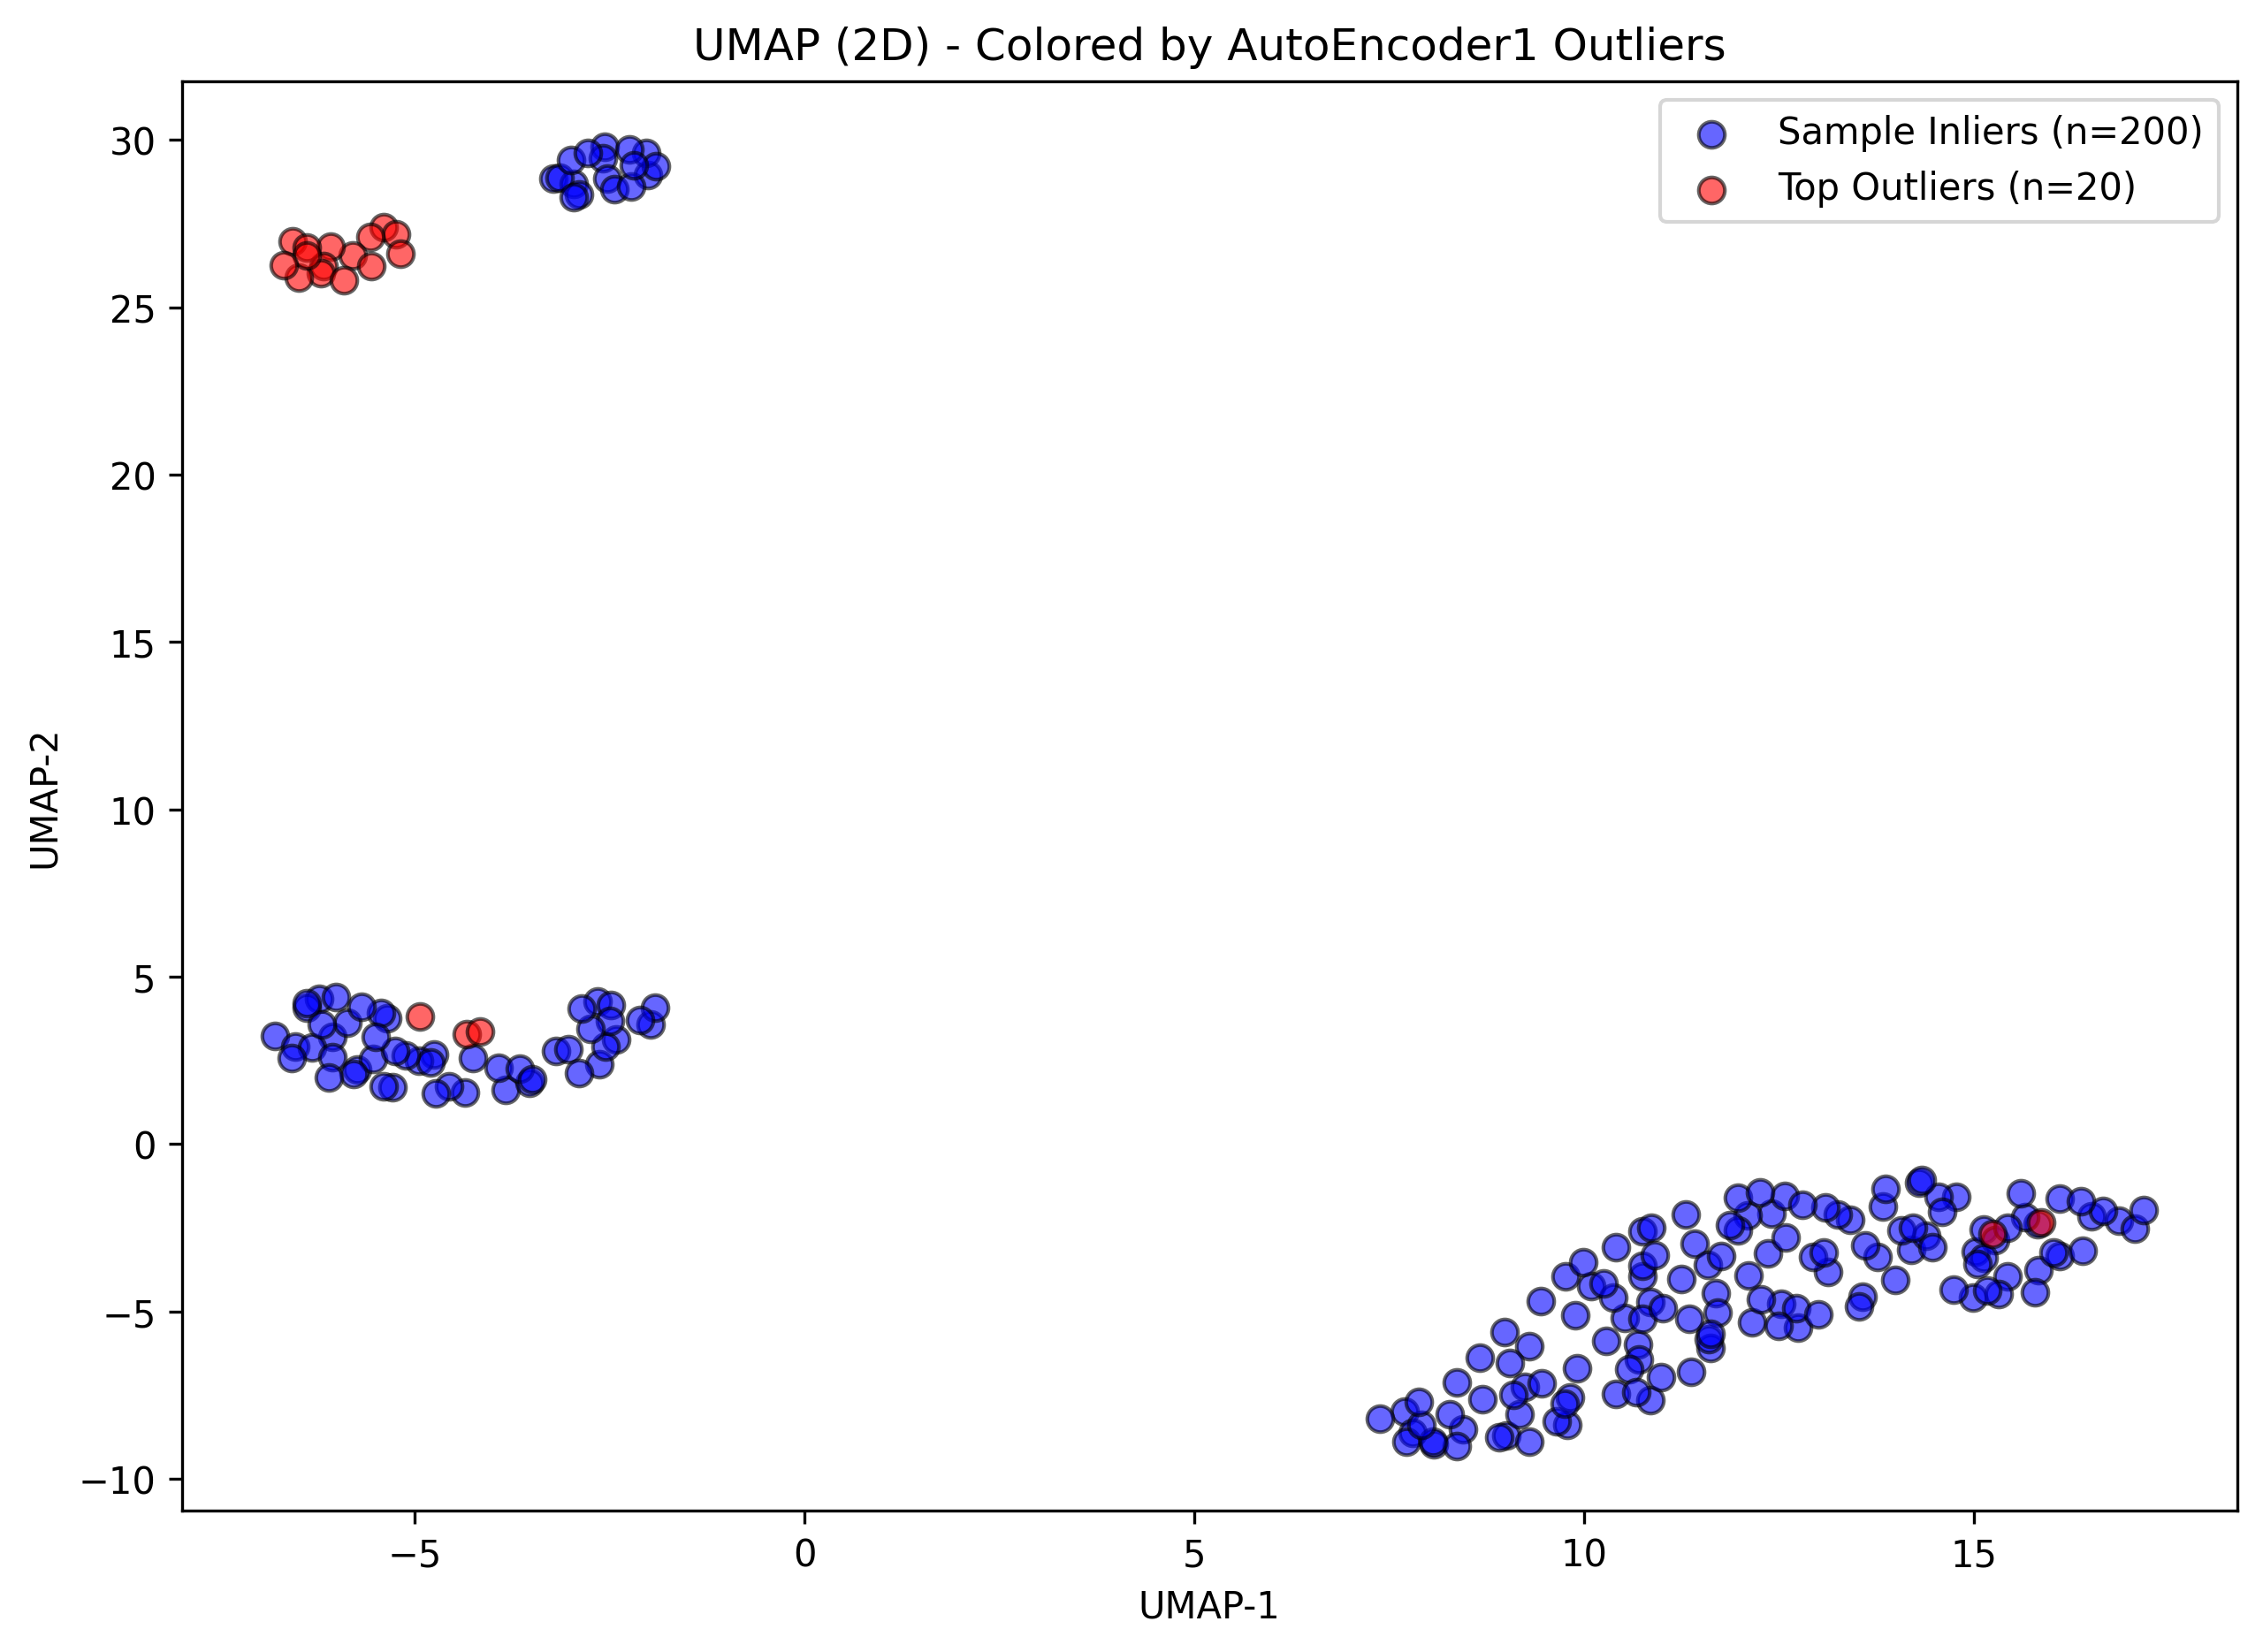 UMAP (2D) - Colored by AutoEncoder1 Outliers
Sample Inliers (n=200)
Top Outliers (n=20)
30
25
20
15
10
5
0
−5
−10
UMAP-2
−5
0
5
10
15
UMAP-1